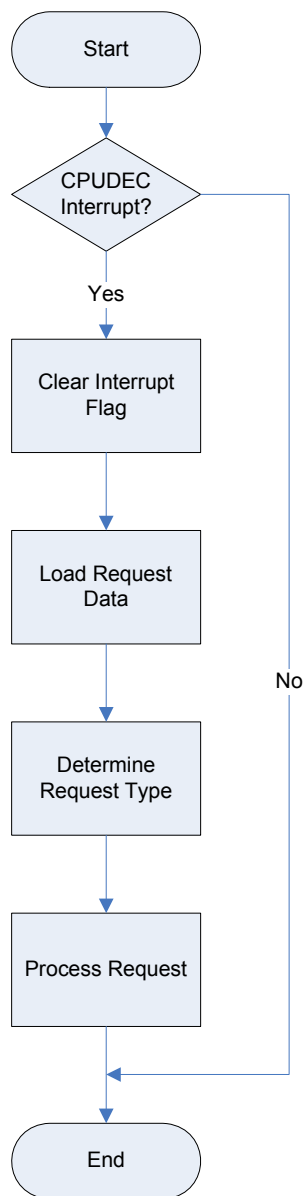 Start
CPUDEC
Interrupt?
Yes
Clear Interrupt
Flag
Load Request
Data
No
Determine
Request Type
Process Request
End